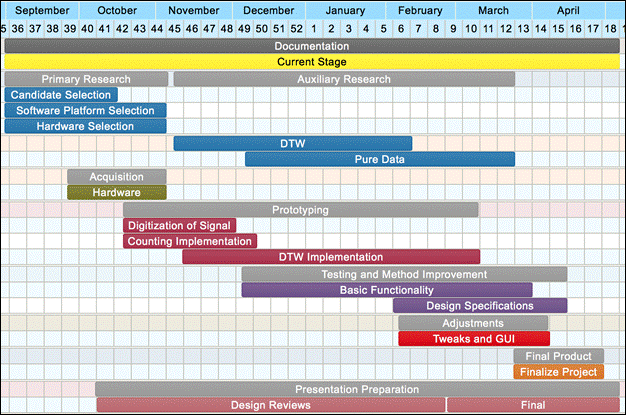 September October November December January February March April
5 36 37 38 39 40 41 42 43 44 45 46 47 48 49 50 51 52 1 2 3 4 5 6 7 8 9 10 11 12 13 14 15 16 17 18
Documentation
Current Stage
Primary Research Auxiliary Research
Candidate Selection
Software Platform Selection
Hardware Selection
DTW
Pure Data
Acquisition
Hardware
Prototyping
Digitization of Signal
Counting Implementation
DTW Implementation
Testing and Method Improvement
Basic Functionality
Design Specifications
Adjustments
Tweaks and GUI
Final Product
Finalize Project
Presentation Preparation
Design Reviews Final